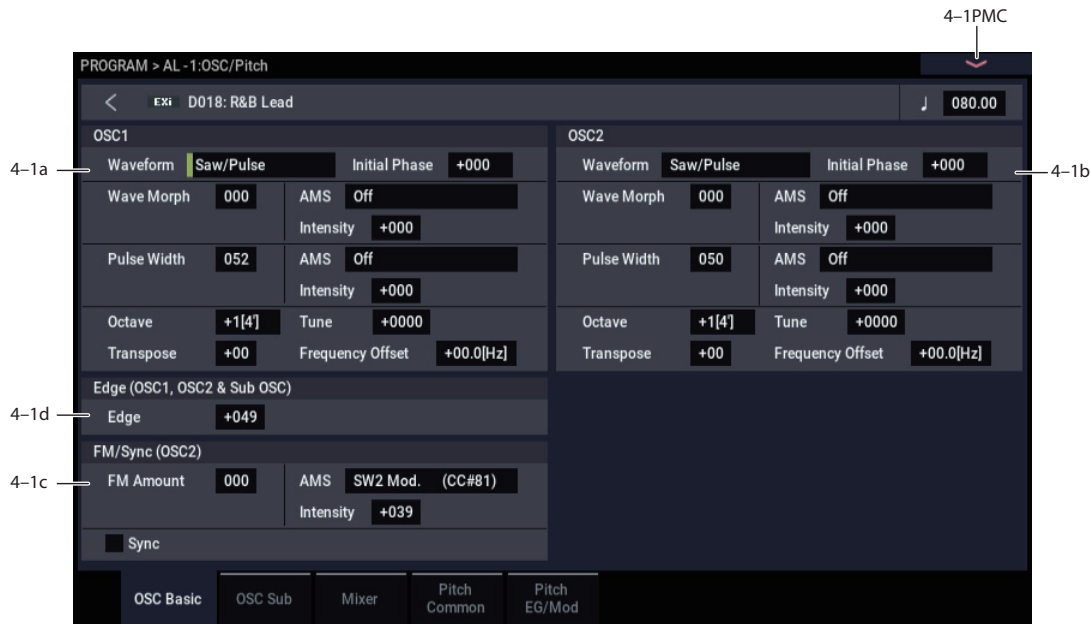 4–1PMC
PROGRAM > AL-1:OSC/Pitch
EXi D018: R&B Lead ♩ 080.00
OSC1
4–1a
Waveform Saw/Pulse Initial Phase +000
Wave Morph 000 AMS Off
Intensity +000
Pulse Width 052 AMS Off
Intensity +000
Octave +1[4'] Tune +0000
Transpose +00 Frequency Offset +00.0[Hz]
OSC2
Waveform Saw/Pulse Initial Phase +000
4–1b
Wave Morph 000 AMS Off
Intensity +000
Pulse Width 050 AMS Off
Intensity +000
Octave +1[4'] Tune +0000
Transpose +00 Frequency Offset +00.0[Hz]
Edge (OSC1, OSC2 & Sub OSC)
4–1d
Edge +049
FM/Sync (OSC2)
4–1c
FM Amount 000 AMS SW2 Mod. (CC#81)
Intensity +039
Sync
OSC Basic
OSC Sub
Mixer
Pitch
Common
Pitch
EG/Mod